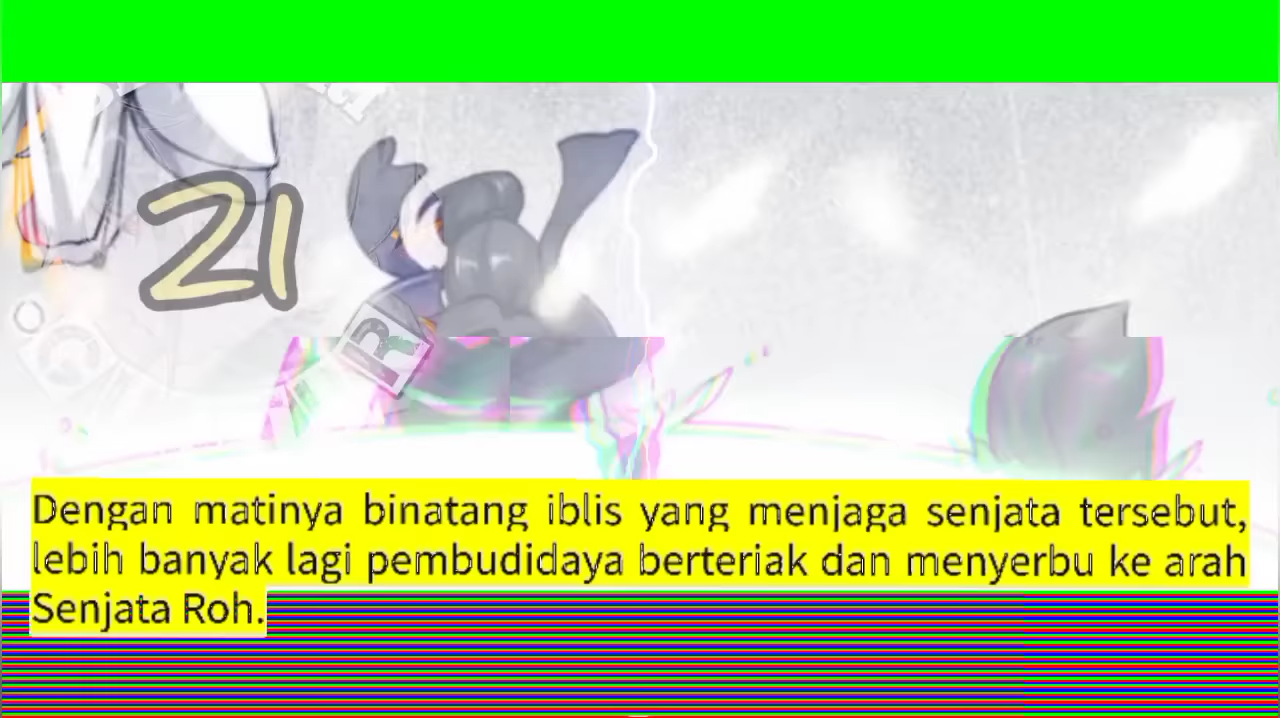 21
Dengan matinya binatang iblis yang menjaga senjata tersebut,
lebih banyak lagi pembudidaya berteriak dan menyerbu ke arah
Senjata Roh.